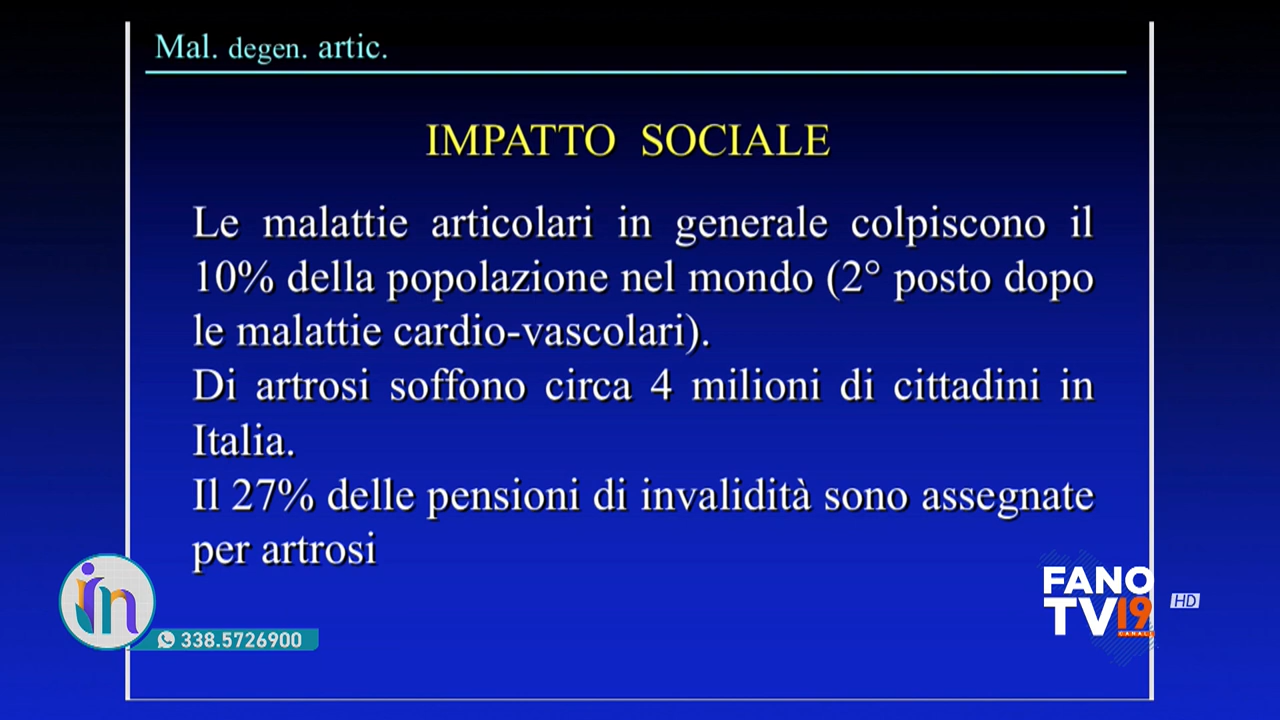 Mal. degen. artic.
IMPATTO SOCIALE
Le malattie articolari in generale colpiscono il
10% della popolazione nel mondo (2° posto dopo
le malattie cardio-vascolari).
Di artrosi soffono circa 4 milioni di cittadini in
Italia.
Il 27% delle pensioni di invalidità sono assegnate
per artrosi
in
338.5726900
FANO
TV19
CANALE
HD